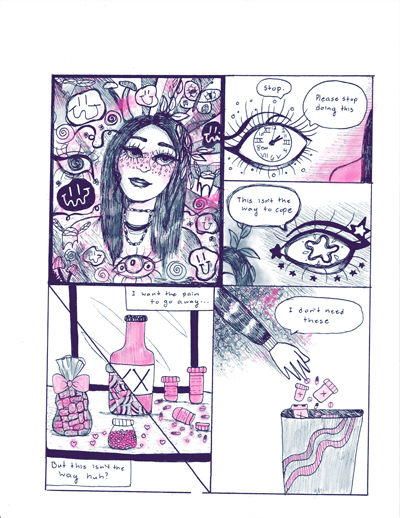 Stop.
Please stop
doing this
This isn't the
way to cope
I want the pain
to go away...
XX
But this isn't the
way huh?
I don't need
these
X